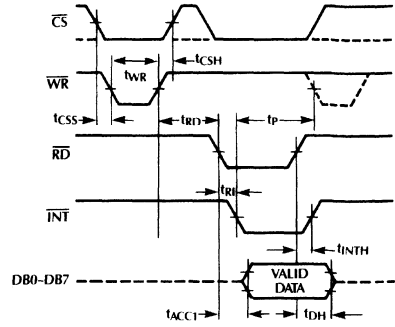 CS
tWR
tCSH
WR
tCSS
tRD
tP
RD
tRI
INT
tINTH
DB0~DB7
VALID
DATA
tACC1
tDH